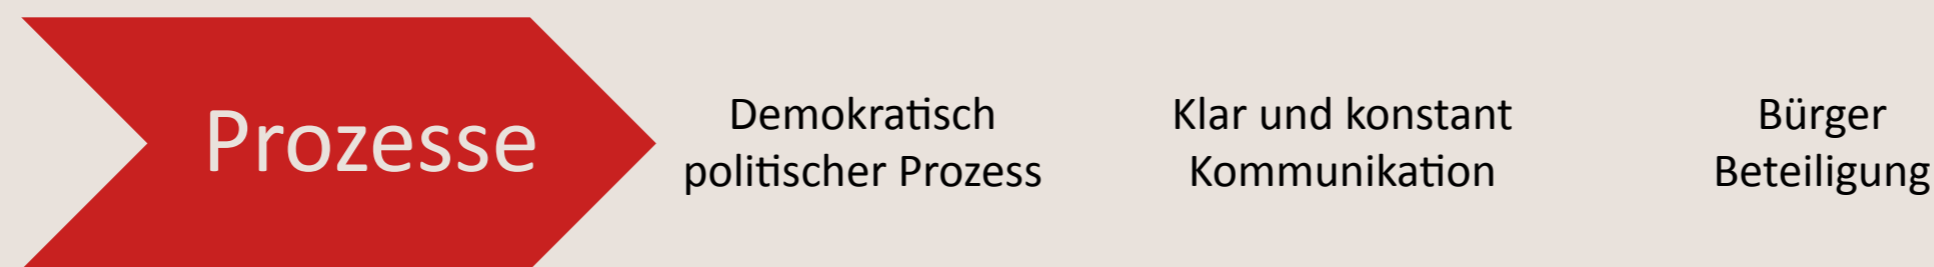 Prozesse
Demokratisch
politischer Prozess
Klar und konstant
Kommunikation
Bürger
Beteiligung